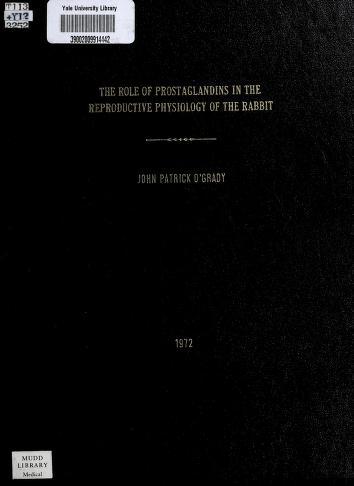 T113
+Y12
3252
Yale University Library
39002009914442
THE ROLE OF PROSTAGLANDINS IN THE
REPRODUCTIVE PHYSIOLOGY OF THE RABBIT
JOHN PATRICK O'GRADY
1972
MUDD
LIBRARY
Medical